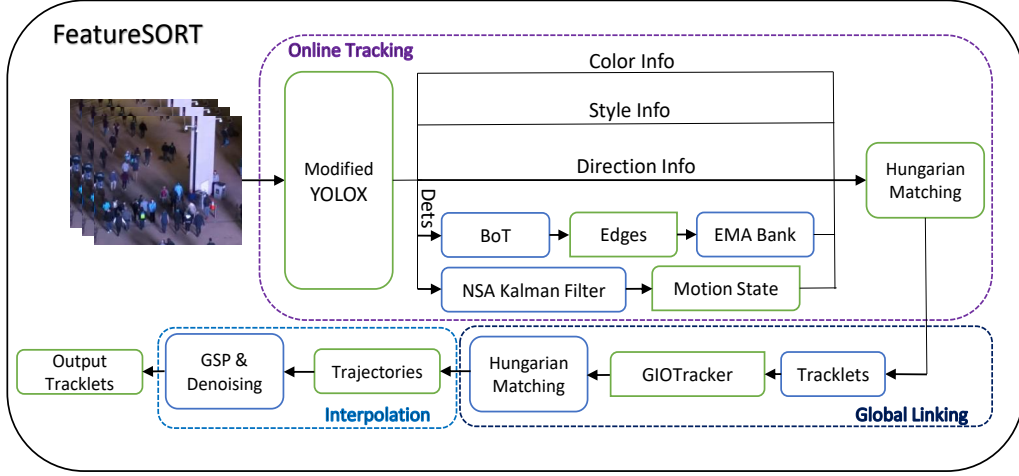 FeatureSORT
Online Tracking
Color Info
Style Info
Direction Info
Modified
YOLOX
Hungarian
Matching
Dets
BoT
Edges
EMA Bank
NSA Kalman Filter
Motion State
Output
Tracklets
GSP &
Denoising
Trajectories
Hungarian
Matching
GIOTracker
Tracklets
Interpolation
Global Linking